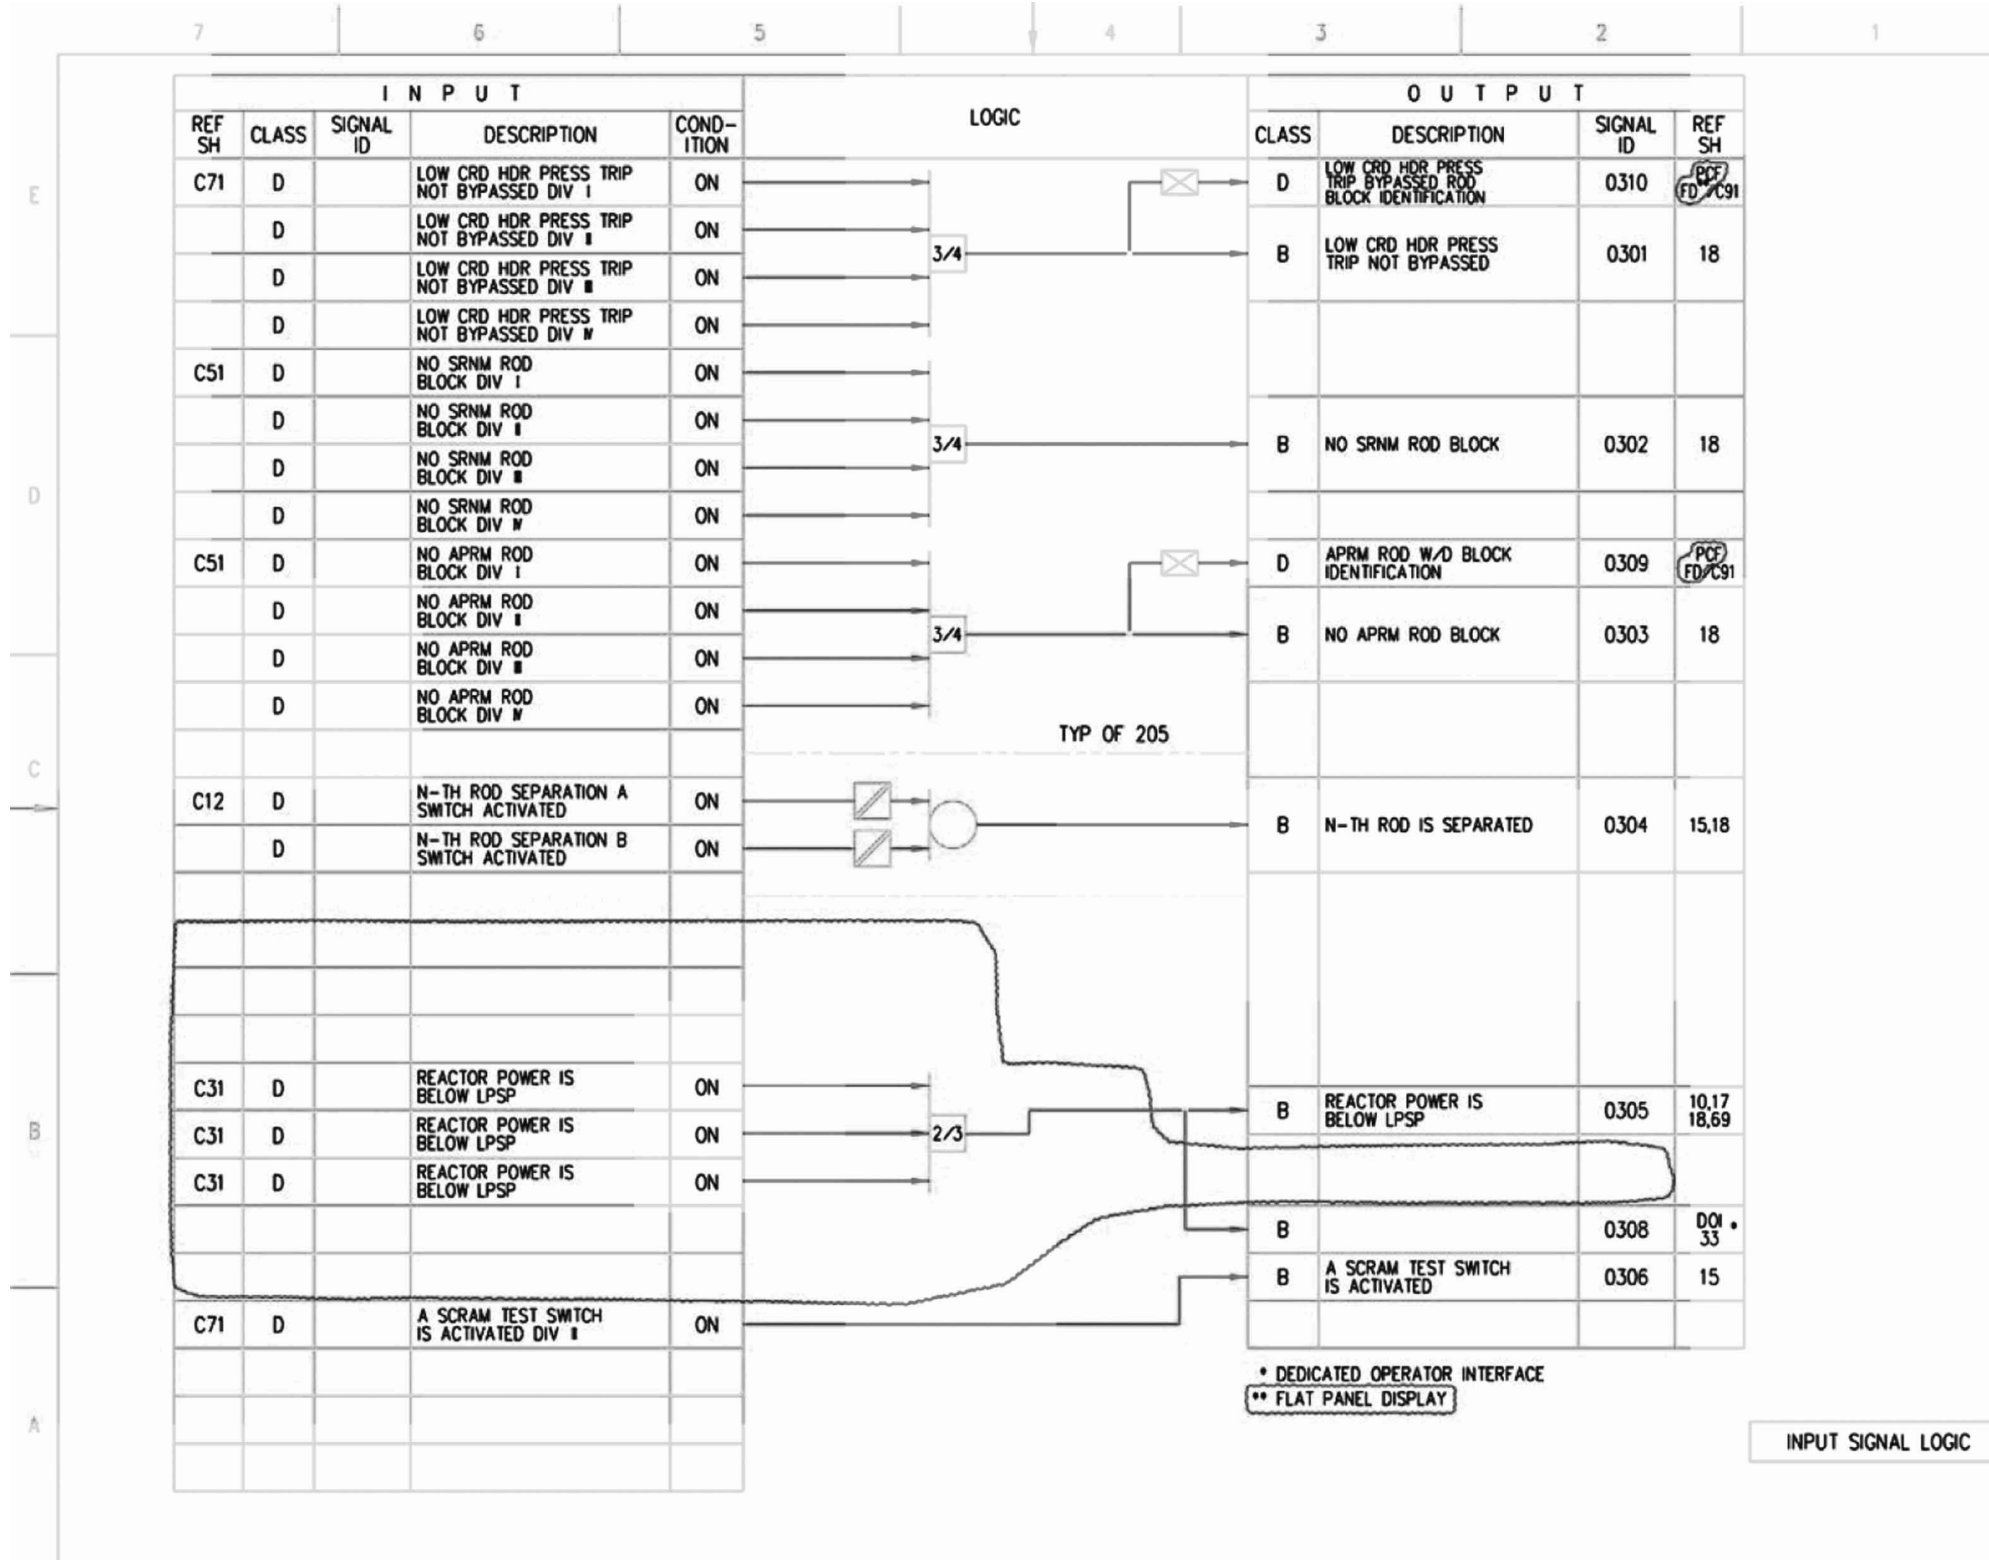 7 6 5 4 3 2 1
I N P U T
LOGIC
O U T P U T
REF SH CLASS SIGNAL ID DESCRIPTION COND-ITION CLASS DESCRIPTION SIGNAL ID REF SH
E
C71 D LOW CRD HDR PRESS TRIP
NOT BYPASSED DIV I ON
D LOW CRD HDR PRESS
TRIP BYPASSED ROD
BLOCK IDENTIFICATION 0310 PCF
FD**/C91
D LOW CRD HDR PRESS TRIP
NOT BYPASSED DIV II ON
3/4
B LOW CRD HDR PRESS
TRIP NOT BYPASSED 0301 18
D LOW CRD HDR PRESS TRIP
NOT BYPASSED DIV III ON
D LOW CRD HDR PRESS TRIP
NOT BYPASSED DIV IV ON
C51 D NO SRNM ROD
BLOCK DIV I ON
D NO SRNM ROD
BLOCK DIV II ON
3/4
B NO SRNM ROD BLOCK 0302 18
D NO SRNM ROD
BLOCK DIV III ON
D
D NO SRNM ROD
BLOCK DIV IV ON
C51 D NO APRM ROD
BLOCK DIV I ON
D APRM ROD W/D BLOCK
IDENTIFICATION 0309 PCF
FD/C91
D NO APRM ROD
BLOCK DIV II ON
3/4
B NO APRM ROD BLOCK 0303 18
D NO APRM ROD
BLOCK DIV III ON
D NO APRM ROD
BLOCK DIV IV ON
TYP OF 205
C
C12 D N-TH ROD SEPARATION A
SWITCH ACTIVATED ON
B N-TH ROD IS SEPARATED 0304 15,18
D N-TH ROD SEPARATION B
SWITCH ACTIVATED ON
C31 D REACTOR POWER IS
BELOW LPSP ON
B REACTOR POWER IS
BELOW LPSP 0305 10,17
18,69
B
C31 D REACTOR POWER IS
BELOW LPSP ON
2/3
C31 D REACTOR POWER IS
BELOW LPSP ON
B 0308 DOI *
33
B A SCRAM TEST SWITCH
IS ACTIVATED 0306 15
C71 D A SCRAM TEST SWITCH
IS ACTIVATED DIV II ON
* DEDICATED OPERATOR INTERFACE
** FLAT PANEL DISPLAY
A
INPUT SIGNAL LOGIC